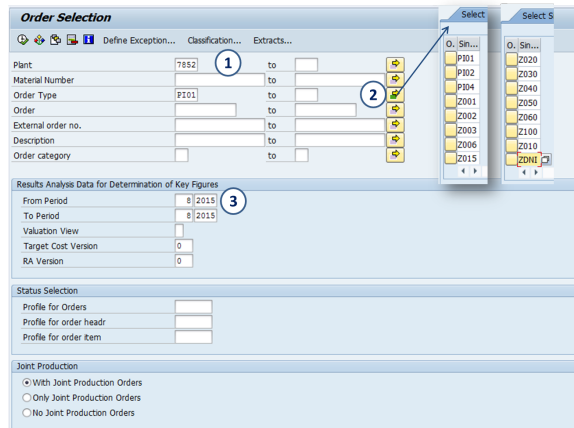 Order Selection
Define Exception... Classification... Extracts...
Plant 7852 to
Material Number to
Order Type PI01 to
Order to
External order no. to
Description to
Order category to
1
2
Select
O. Sin...
PI01
PI02
PI04
Z001
Z002
Z003
Z006
Z015
Select S
O. Sin...
Z020
Z030
Z040
Z050
Z060
Z100
Z010
ZDNI
Results Analysis Data for Determination of Key Figures
From Period 8 2015
To Period 8 2015
3
Valuation View
Target Cost Version 0
RA Version 0
Status Selection
Profile for Orders
Profile for order headr
Profile for order item
Joint Production
With Joint Production Orders
Only Joint Production Orders
No Joint Production Orders